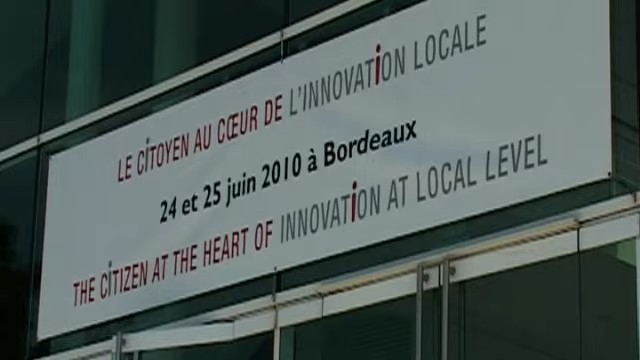 LE CiTOYEN AU CŒUR DE L'INNOVATiON LOCALE
24 et 25 juin 2010 à Bordeaux
THE CiTIZEN AT THE HEART OF INNOVATiON AT LOCAL LEVEL